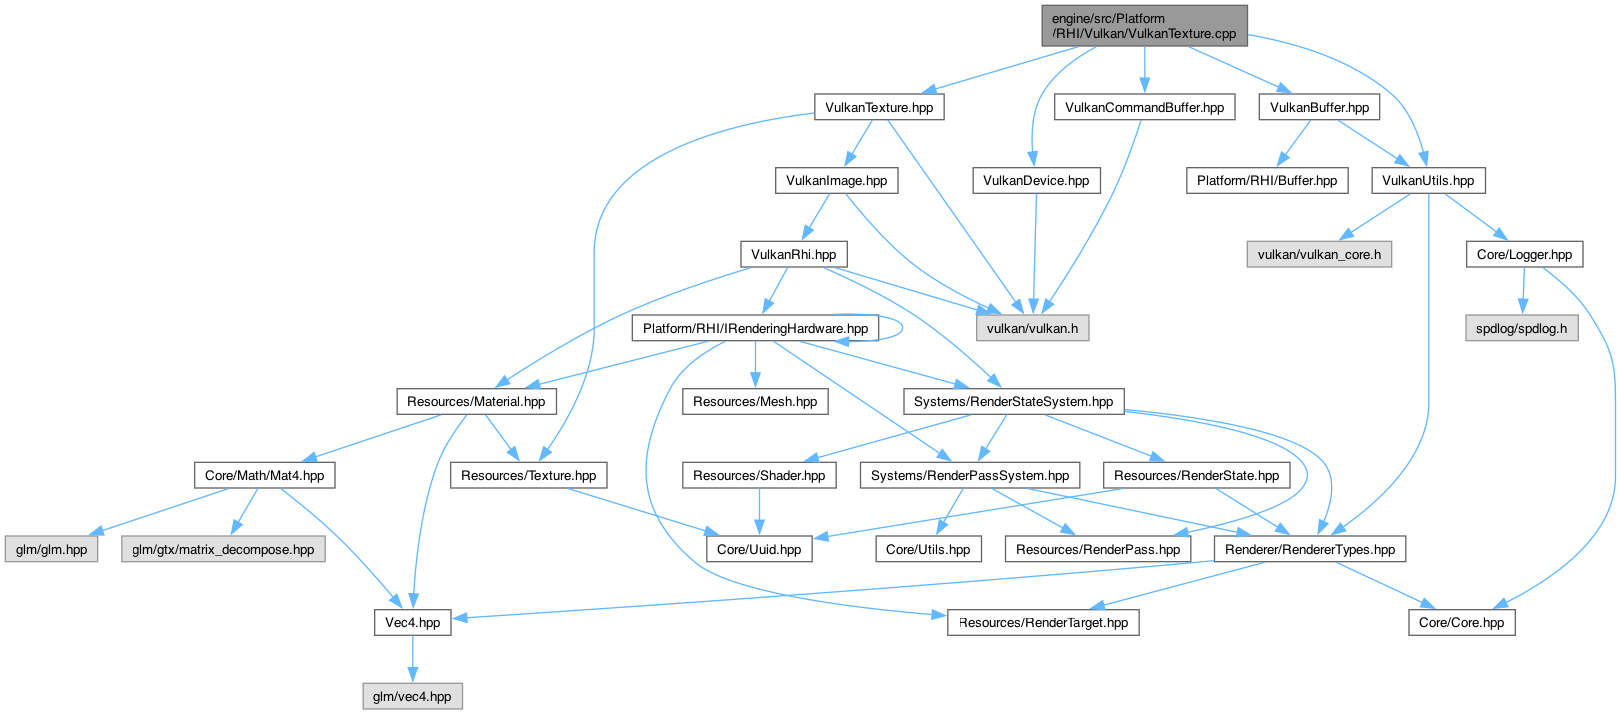 engine/src/Platform
/RHI/Vulkan/VulkanTexture.cpp
VulkanTexture.hpp
VulkanCommandBuffer.hpp
VulkanBuffer.hpp
VulkanImage.hpp
VulkanDevice.hpp
Platform/RHI/Buffer.hpp
VulkanUtils.hpp
VulkanRhi.hpp
vulkan/vulkan_core.h
Core/Logger.hpp
Platform/RHI/IRenderingHardware.hpp
vulkan/vulkan.h
spdlog/spdlog.h
Resources/Material.hpp
Resources/Mesh.hpp
Systems/RenderStateSystem.hpp
Core/Math/Mat4.hpp
Resources/Texture.hpp
Resources/Shader.hpp
Systems/RenderPassSystem.hpp
Resources/RenderState.hpp
glm/glm.hpp
glm/gtx/matrix_decompose.hpp
Core/Uuid.hpp
Core/Utils.hpp
Resources/RenderPass.hpp
Renderer/RendererTypes.hpp
Vec4.hpp
Resources/RenderTarget.hpp
Core/Core.hpp
glm/vec4.hpp